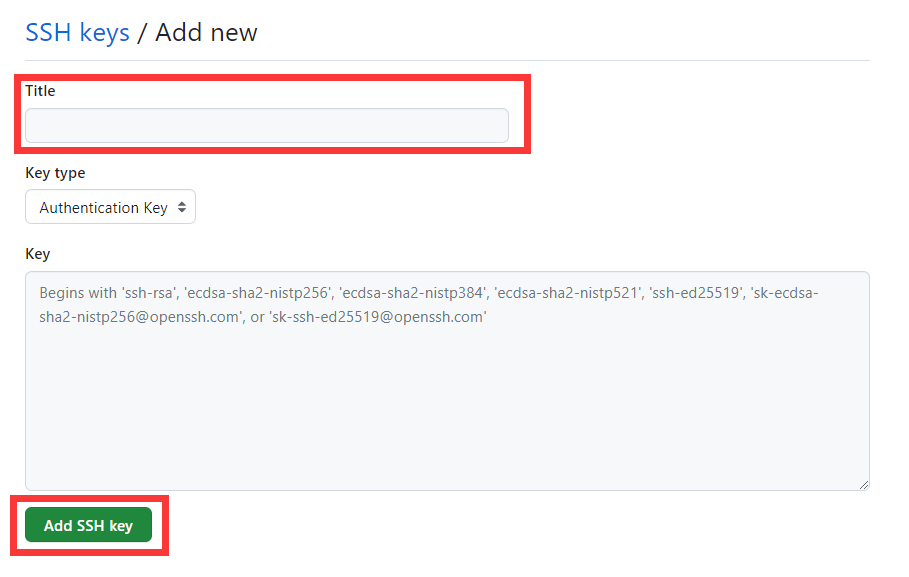 SSH keys / Add new
Title
Key type
Authentication Key
Key
Begins with 'ssh-rsa', 'ecdsa-sha2-nistp256', 'ecdsa-sha2-nistp384', 'ecdsa-sha2-nistp521', 'ssh-ed25519', 'sk-ecdsa-
sha2-nistp256@openssh.com', or 'sk-ssh-ed25519@openssh.com'
Add SSH key